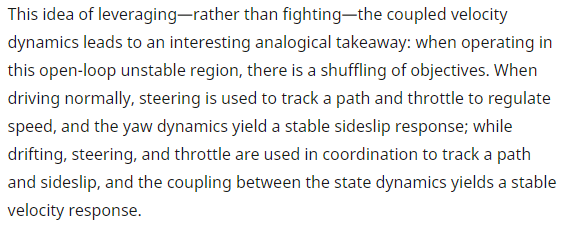 This idea of leveraging—rather than fighting—the coupled velocity
dynamics leads to an interesting analogical takeaway: when operating in
this open-loop unstable region, there is a shuffling of objectives. When
driving normally, steering is used to track a path and throttle to regulate
speed, and the yaw dynamics yield a stable sideslip response; while
drifting, steering, and throttle are used in coordination to track a path
and sideslip, and the coupling between the state dynamics yields a stable
velocity response.